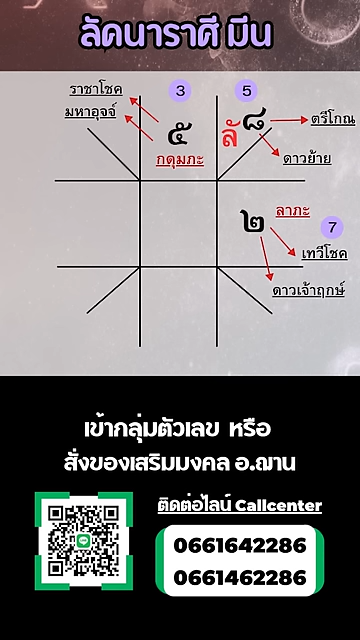 ลัคนาราศี มีน
3
5
ราชาโชค
มหาอุจจ์
๕
กดุมภะ
ลั
๘
ตรีโกณ
ดาวย้าย
๒
ลาภะ
7
เทวีโชค
ดาวเจ้าฤกษ์
เข้ากลุ่มตัวเลข หรือ
สั่งของเสริมมงคล อ.ฌาน
ติดต่อไลน์ Callcenter
0661642286
0661462286
LINE